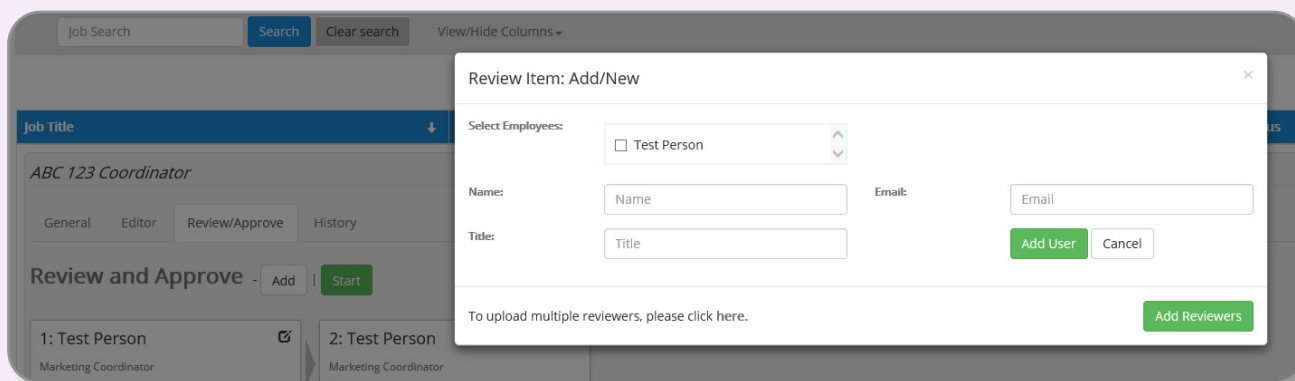 Job Search Search Clear search View/Hide Columns
Review Item: Add/New ×
Job Title us
Select Employees:
Test Person
ABC 123 Coordinator
Name: Name Email: Email
General Editor Review/Approve History
Title: Title Add User Cancel
Review and Approve - Add | Start
To upload multiple reviewers, please click here. Add Reviewers
1: Test Person 2: Test Person
Marketing Coordinator Marketing Coordinator